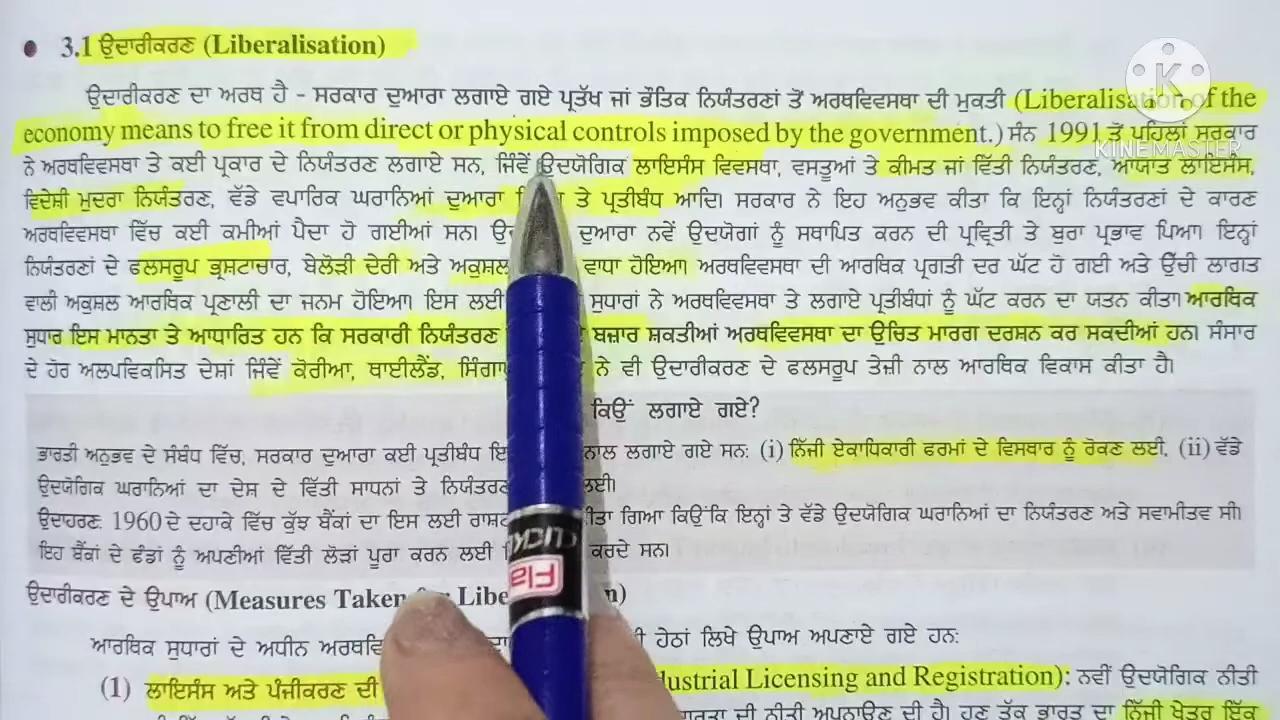 3.1 ਉਦਾਰੀਕਰਣ (Liberalisation)
ਉਦਾਰੀਕਰਣ ਦਾ ਅਰਥ ਹੈ - ਸਰਕਾਰ ਦੁਆਰਾ ਲਗਾਏ ਗਏ ਪ੍ਰਤੱਖ ਜਾਂ ਭੌਤਿਕ ਨਿਯੰਤਰਣਾਂ ਤੋਂ ਅਰਥਵਿਵਸਥਾ ਦੀ ਮੁਕਤੀ (Liberalisation of the
economy means to free it from direct or physical controls imposed by the government.) ਸੰਨ 1991 ਤੋਂ ਪਹਿਲਾਂ ਸਰਕਾਰ
ਨੇ ਅਰਥਵਿਵਸਥਾ ਤੇ ਕਈ ਪ੍ਰਕਾਰ ਦੇ ਨਿਯੰਤਰਣ ਲਗਾਏ ਸਨ, ਜਿੰਵੇਂ ਉਦਯੋਗਿਕ ਲਾਇਸੰਸ ਵਿਵਸਥਾ, ਵਸਤੂਆਂ ਤੇ ਕੀਮਤ ਜਾਂ ਵਿੱਤੀ ਨਿਯੰਤਰਣ, ਆਯਾਤ ਲਾਇਸੰਸ,
ਵਿਦੇਸ਼ੀ ਮੁਦਰਾ ਨਿਯੰਤਰਣ, ਵੱਡੇ ਵਪਾਰਿਕ ਘਰਾਨਿਆਂ ਦੁਆਰਾ ਤੇ ਪ੍ਰਤੀਬੰਧ ਆਦਿ। ਸਰਕਾਰ ਨੇ ਇਹ ਅਨੁਭਵ ਕੀਤਾ ਕਿ ਇਨ੍ਹਾਂ ਨਿਯੰਤਰਣਾਂ ਦੇ ਕਾਰਣ
ਅਰਥਵਿਵਸਥਾ ਵਿੱਚ ਕਈ ਕਮੀਆਂ ਪੈਦਾ ਹੋ ਗਈਆਂ ਸਨ। ਦੁਆਰਾ ਨਵੇਂ ਉਦਯੋਗਾਂ ਨੂੰ ਸਥਾਪਿਤ ਕਰਨ ਦੀ ਪ੍ਰਵ੍ਰਿਤੀ ਤੇ ਬੁਰਾ ਪ੍ਰਭਾਵ ਪਿਆ। ਇਨ੍ਹਾਂ
ਨਿਯੰਤਰਣਾਂ ਦੇ ਫਲਸਰੂਪ ਭ੍ਰਸ਼ਟਾਚਾਰ, ਬੇਲੋੜੀ ਦੇਰੀ ਅਤੇ ਅਕੁਸ਼ਲ ਵਾਧਾ ਹੋਇਆ। ਅਰਥਵਿਵਸਥਾ ਦੀ ਆਰਥਿਕ ਪ੍ਰਗਤੀ ਦਰ ਘੱਟ ਹੋ ਗਈ ਅਤੇ ਉੱਚੀ ਲਾਗਤ
ਵਾਲੀ ਅਕੁਸ਼ਲ ਆਰਥਿਕ ਪ੍ਰਣਾਲੀ ਦਾ ਜਨਮ ਹੋਇਆ। ਇਸ ਲਈ ਸੁਧਾਰਾਂ ਨੇ ਅਰਥਵਿਵਸਥਾ ਤੇ ਲਗਾਏ ਪ੍ਰਤੀਬੰਧਾਂ ਨੂੰ ਘੱਟ ਕਰਨ ਦਾ ਯਤਨ ਕੀਤਾ। ਆਰਥਿਕ
ਸੁਧਾਰ ਇਸ ਮਾਨਤਾ ਤੇ ਆਧਾਰਿਤ ਹਨ ਕਿ ਸਰਕਾਰੀ ਨਿਯੰਤਰਣ ਬਜ਼ਾਰ ਸ਼ਕਤੀਆਂ ਅਰਥਵਿਵਸਥਾ ਦਾ ਉਚਿਤ ਮਾਰਗ ਦਰਸ਼ਨ ਕਰ ਸਕਦੀਆਂ ਹਨ। ਸੰਸਾਰ
ਦੇ ਹੋਰ ਅਲਪਵਿਕਸਿਤ ਦੇਸ਼ਾਂ ਜਿੰਵੇਂ ਕੋਰੀਆ, ਥਾਈਲੈਂਡ, ਨੇ ਵੀ ਉਦਾਰੀਕਰਣ ਦੇ ਫਲਸਰੂਪ ਤੇਜ਼ੀ ਨਾਲ ਆਰਥਿਕ ਵਿਕਾਸ ਕੀਤਾ ਹੈ।
ਕਿਉਂ ਲਗਾਏ ਗਏ?
ਭਾਰਤੀ ਅਨੁਭਵ ਦੇ ਸੰਬੰਧ ਵਿੱਚ, ਸਰਕਾਰ ਦੁਆਰਾ ਕਈ ਪ੍ਰਤੀਬੰਧ ਨਾਲ ਲਗਾਏ ਗਏ ਸਨ: (i) ਨਿੱਜੀ ਏਕਾਧਿਕਾਰੀ ਫਰਮਾਂ ਦੇ ਵਿਸਥਾਰ ਨੂੰ ਰੋਕਣ ਲਈ, (ii) ਵੱਡੇ
ਉਦਯੋਗਿਕ ਘਰਾਨਿਆਂ ਦਾ ਦੇਸ਼ ਦੇ ਵਿੱਤੀ ਸਾਧਨਾਂ ਤੇ ਨਿਯੰਤਰਣ ਲਈ।
ਉਦਾਹਰਣ: 1960 ਦੇ ਦਹਾਕੇ ਵਿੱਚ ਕੁੱਝ ਬੈਂਕਾਂ ਦਾ ਇਸ ਲਈ ਗਿਆ ਕਿਉਂਕਿ ਇਨ੍ਹਾਂ ਤੇ ਵੱਡੇ ਉਦਯੋਗਿਕ ਘਰਾਨਿਆਂ ਦਾ ਨਿਯੰਤਰਣ ਅਤੇ ਸਵਾਮੀਤਵ ਸੀ।
ਇਹ ਬੈਂਕਾਂ ਦੇ ਫੰਡਾਂ ਨੂੰ ਅਪਣੀਆਂ ਵਿੱਤੀ ਲੋੜਾਂ ਪੂਰਾ ਕਰਨ ਲਈ ਕਰਦੇ ਸਨ।
ਉਦਾਰੀਕਰਣ ਦੇ ਉਪਾਅ (Measures Taken
ਆਰਥਿਕ ਸੁਧਾਰਾਂ ਦੇ ਅਧੀਨ ਹੇਠਾਂ ਲਿਖੇ ਉਪਾਅ ਅਪਣਾਏ ਗਏ ਹਨ:
(1) ਲਾਇਸੰਸ ਅਤੇ ਪੰਜੀਕਰਣ ਦੀ Licensing and Registration): ਨਵੀਂ ਉਦਯੋਗਿਕ ਨੀਤੀ
ਦੀ ਨੀਤੀ ਅਪਨਾਉਣ ਦੀ ਹੈ। ਹੁਣ ਤੱਕ ਭਾਰਤ ਦਾ ਨਿੱਜੀ ਖੇਤਰ ਇੱਕ
K
KINEMASTER